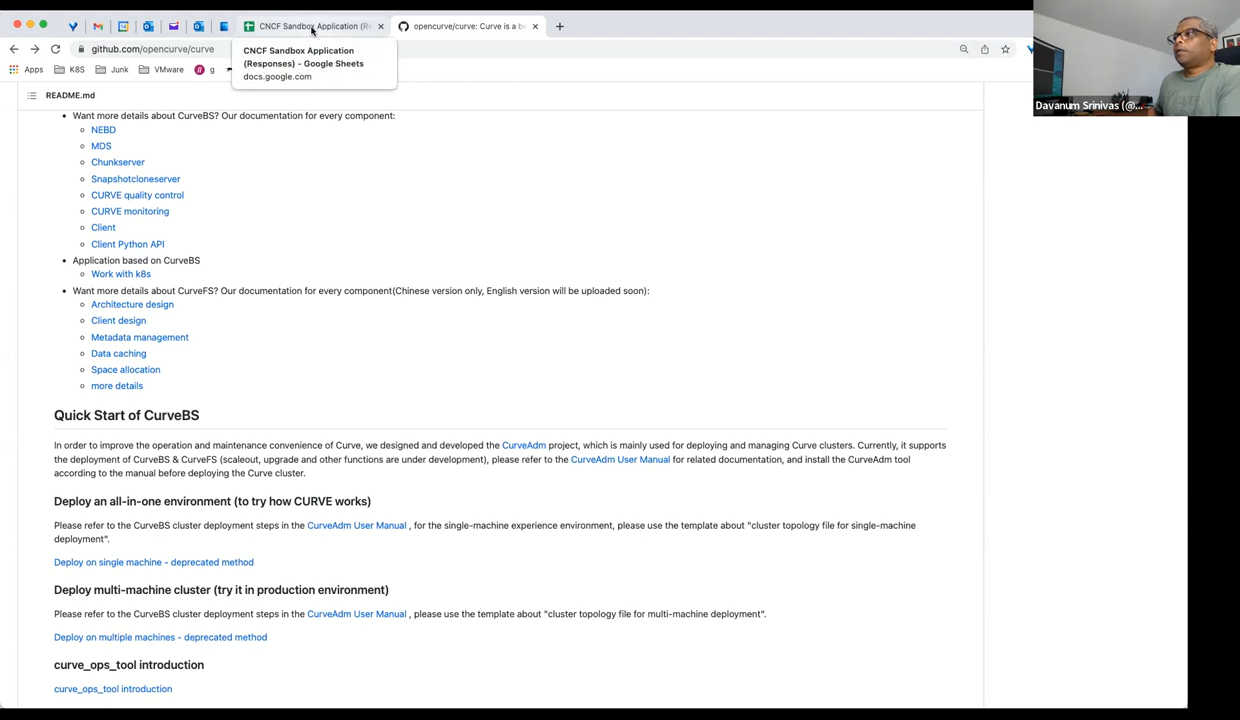 CNCF Sandbox Application (Re
opencurve/curve: Curve is a be
github.com/opencurve/curve
CNCF Sandbox Application
(Responses) - Google Sheets
docs.google.com
Apps
K8S
Junk
VMware
g
Davanum Srinivas (@...
README.md
Want more details about CurveBS? Our documentation for every component:
NEBD
MDS
Chunkserver
Snapshotcloneserver
CURVE quality control
CURVE monitoring
Client
Client Python API
Application based on CurveBS
Work with k8s
Want more details about CurveFS? Our documentation for every component(Chinese version only, English version will be uploaded soon):
Architecture design
Client design
Metadata management
Data caching
Space allocation
more details
Quick Start of CurveBS
In order to improve the operation and maintenance convenience of Curve, we designed and developed the CurveAdm project, which is mainly used for deploying and managing Curve clusters. Currently, it supports
the deployment of CurveBS & CurveFS (scaleout, upgrade and other functions are under development), please refer to the CurveAdm User Manual for related documentation, and install the CurveAdm tool
according to the manual before deploying the Curve cluster.
Deploy an all-in-one environment (to try how CURVE works)
Please refer to the CurveBS cluster deployment steps in the CurveAdm User Manual , for the single-machine experience environment, please use the template about "cluster topology file for single-machine
deployment".
Deploy on single machine - deprecated method
Deploy multi-machine cluster (try it in production environment)
Please refer to the CurveBS cluster deployment steps in the CurveAdm User Manual , please use the template about "cluster topology file for multi-machine deployment".
Deploy on multiple machines - deprecated method
curve_ops_tool introduction
curve_ops_tool introduction